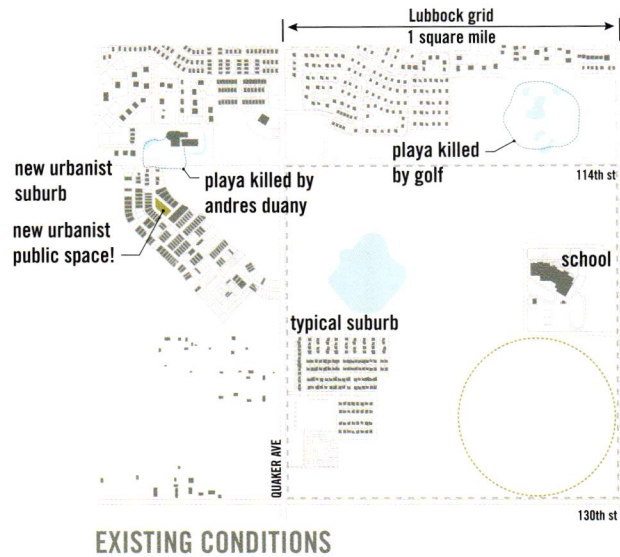 Lubbock grid
1 square mile
playa killed
by golf
114th st
new urbanist
suburb
playa killed by
andres duany
new urbanist
public space!
school
typical suburb
QUAKER AVE
130th st
EXISTING CONDITIONS